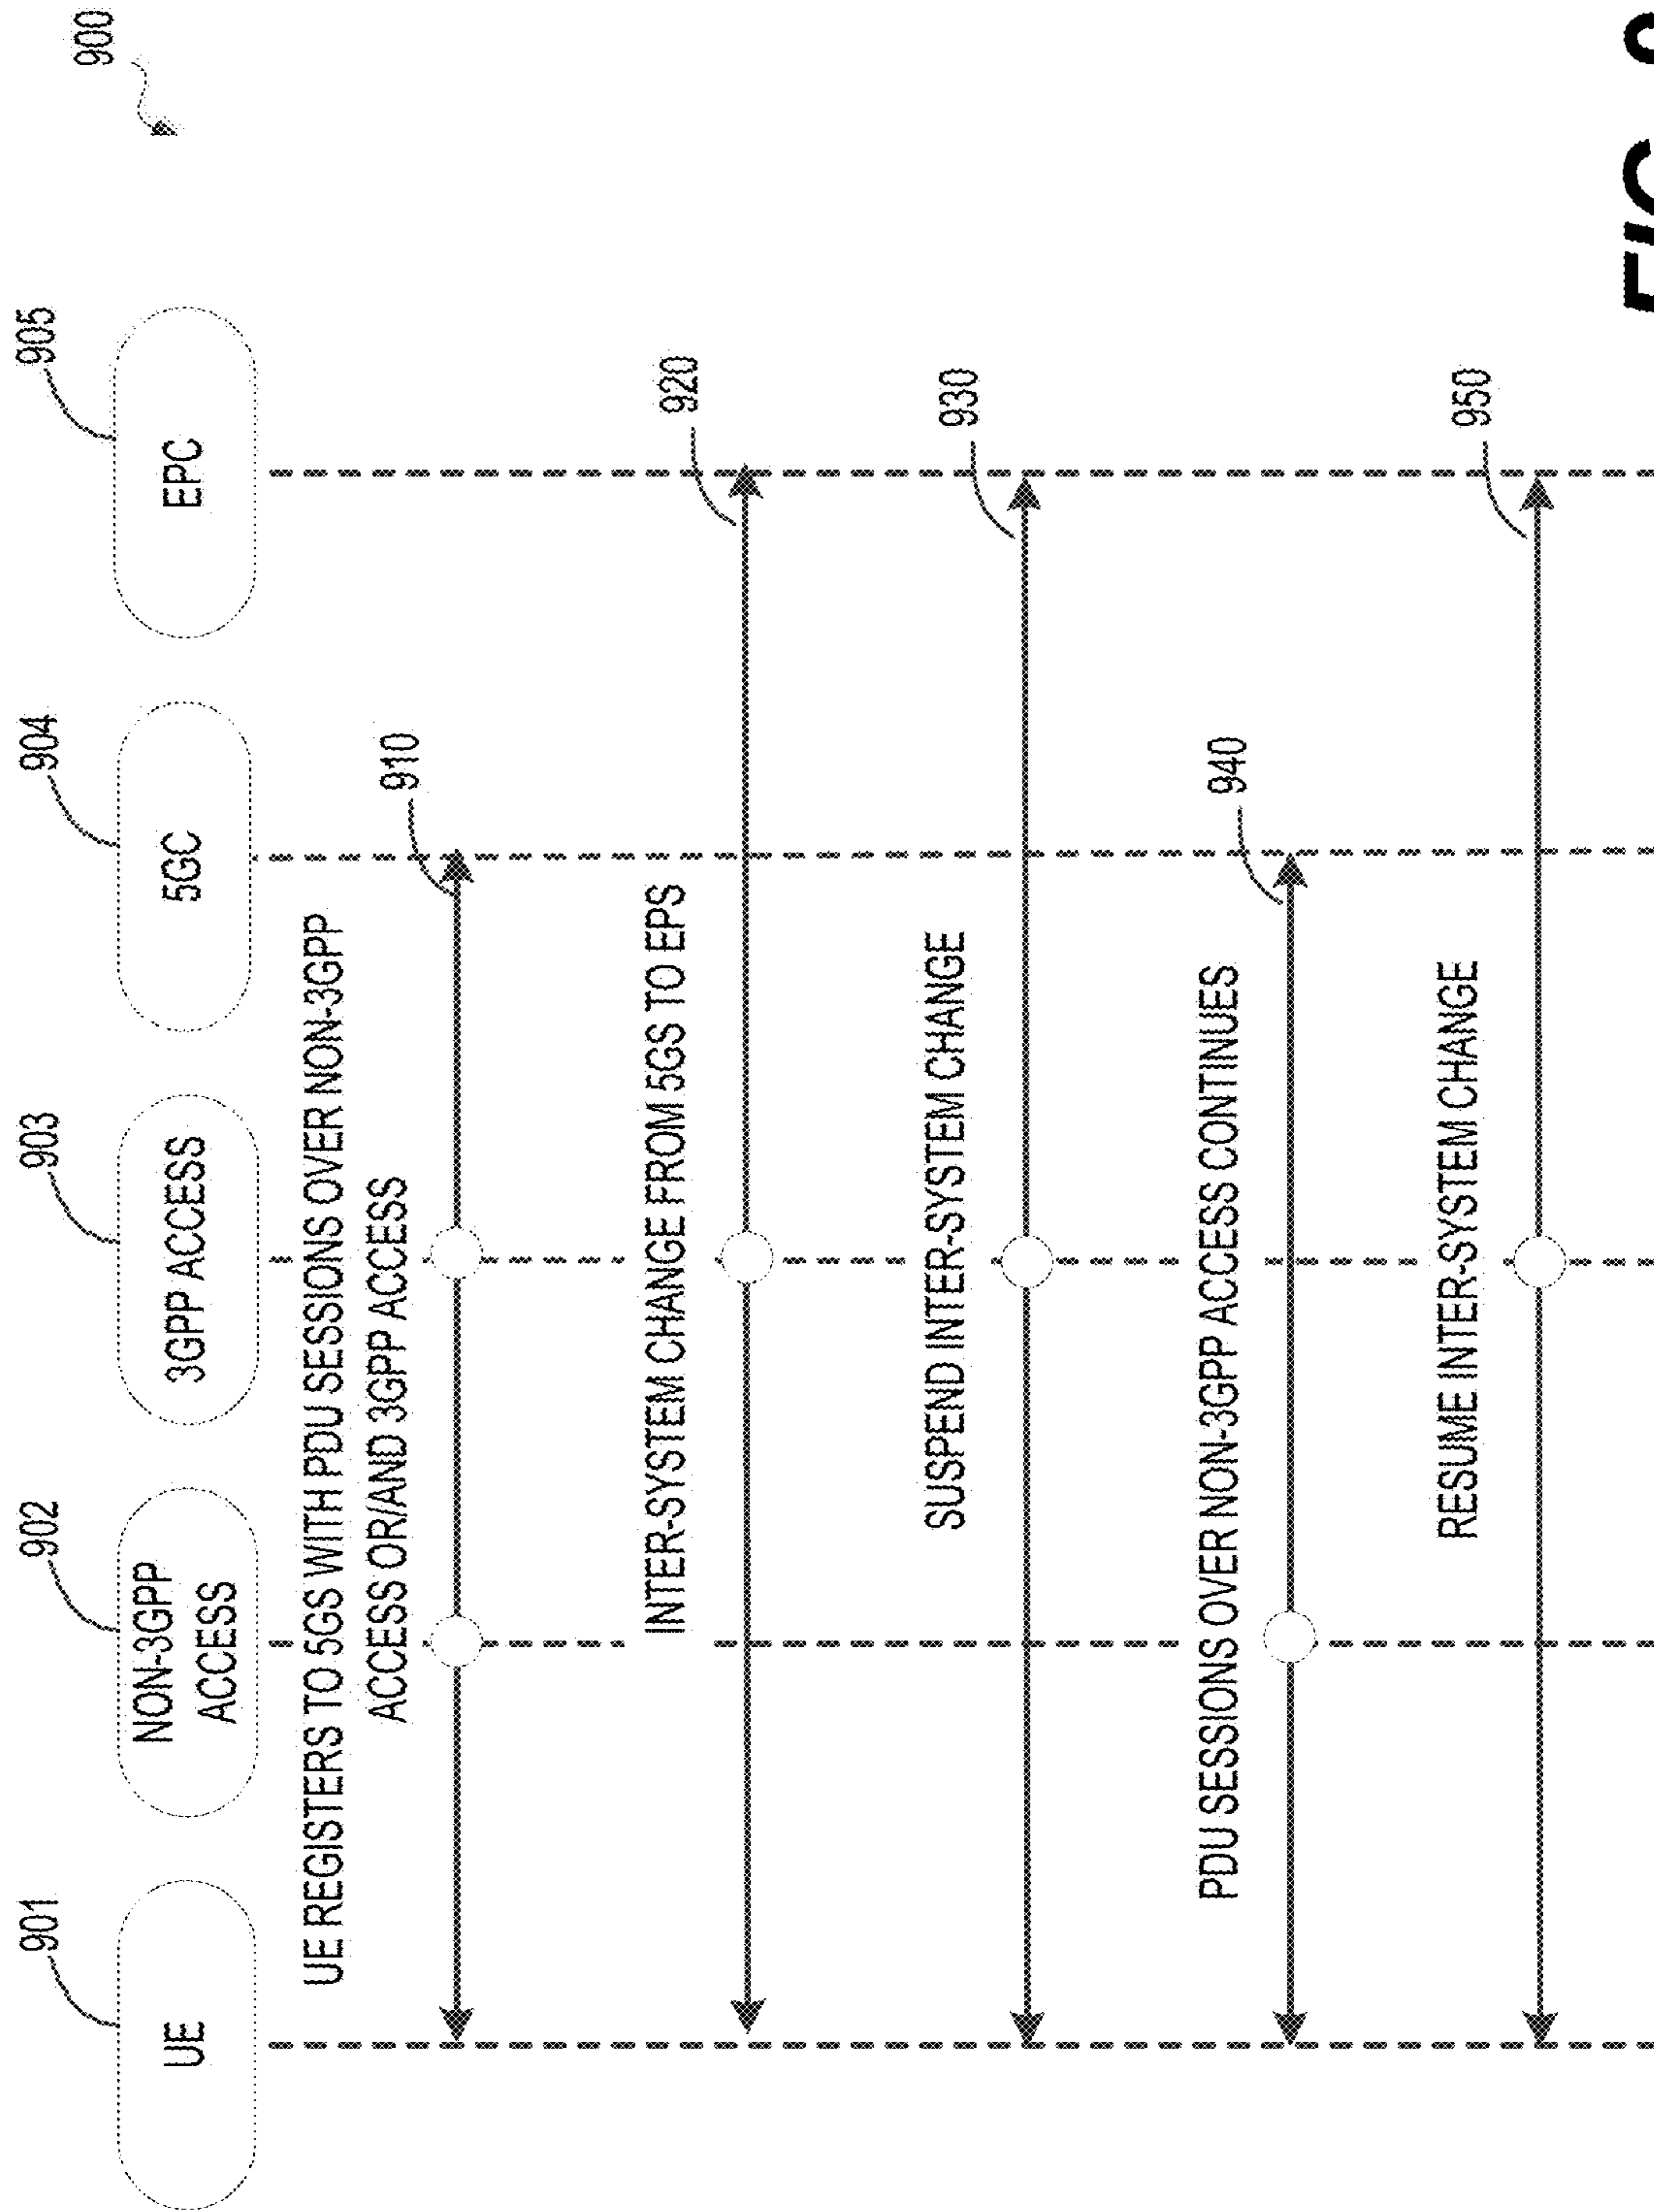 900
901
902
903
904
905
UE
NON-3GPP
ACCESS
3GPP ACCESS
5GC
EPC
UE REGISTERS TO 5GS WITH PDU SESSIONS OVER NON-3GPP
ACCESS OR/AND 3GPP ACCESS
910
INTER-SYSTEM CHANGE FROM 5GS TO EPS
920
SUSPEND INTER-SYSTEM CHANGE
930
PDU SESSIONS OVER NON-3GPP ACCESS CONTINUES
940
RESUME INTER-SYSTEM CHANGE
950